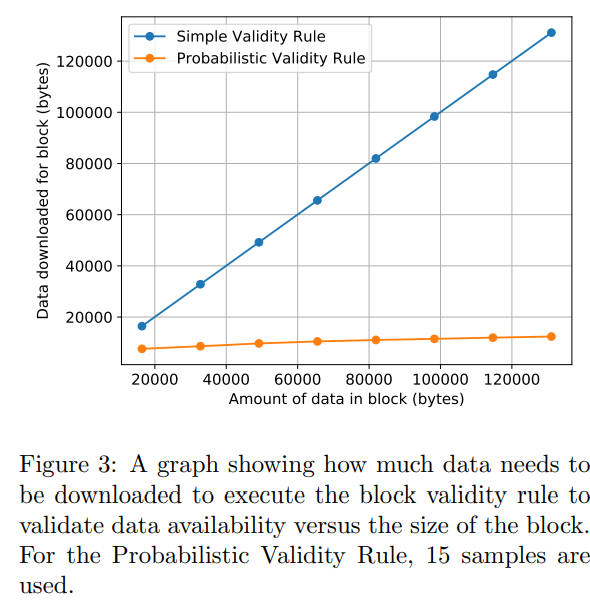 Simple Validity Rule
Probabilistic Validity Rule
Data downloaded for block (bytes)
120000
100000
80000
60000
40000
20000
20000 40000 60000 80000 100000 120000
Amount of data in block (bytes)
Figure 3: A graph showing how much data needs to
be downloaded to execute the block validity rule to
validate data availability versus the size of the block.
For the Probabilistic Validity Rule, 15 samples are
used.